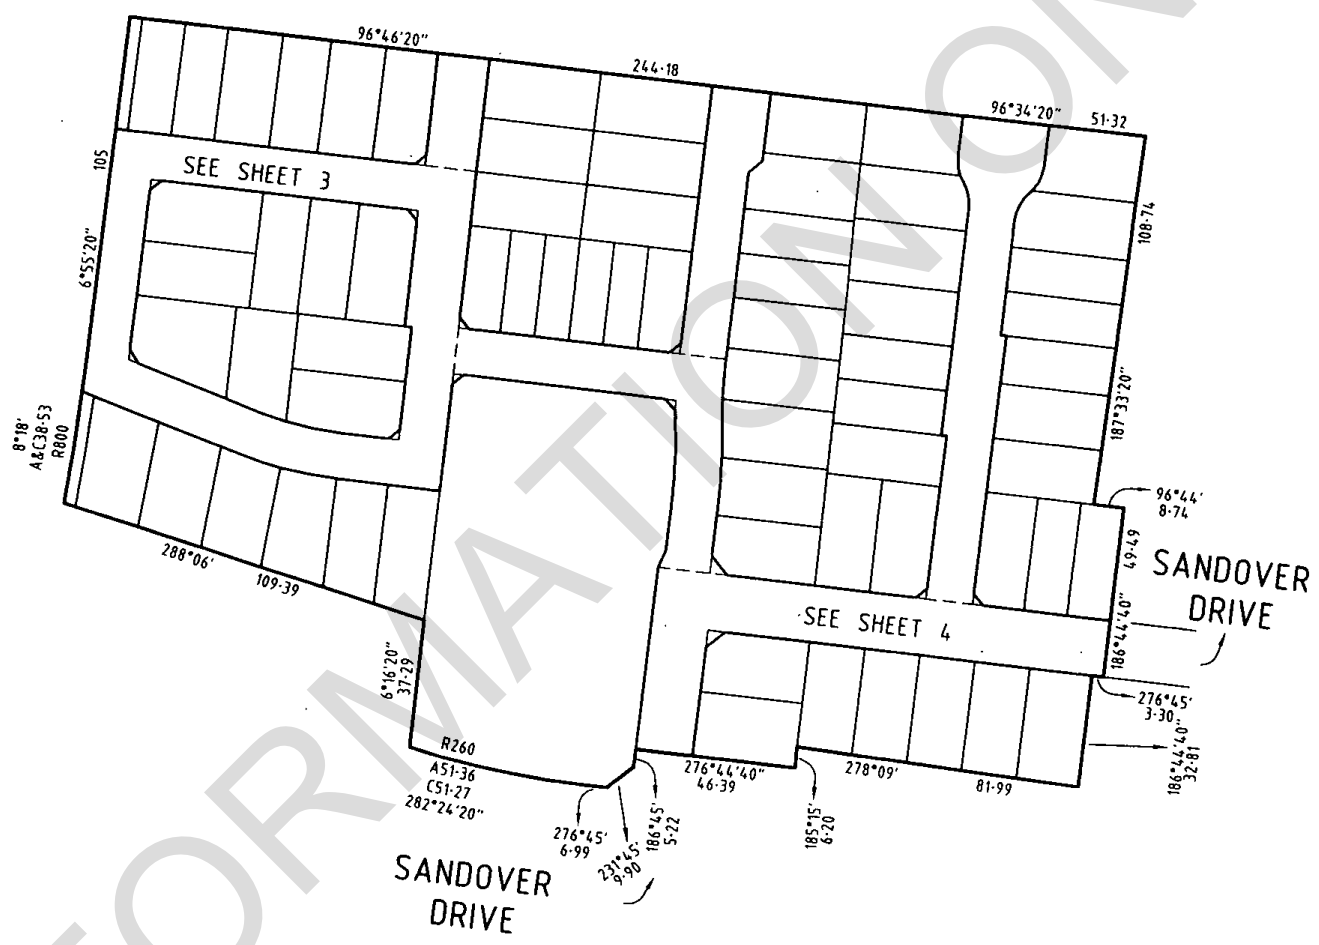 96°46'20"
244·18
96°34'20"
51·32
105
6°55'20"
SEE SHEET 3
108·74
187°33'20"
8°18'
A&C38·53
R800
96°44'
8·74
49·49
SANDOVER
DRIVE
186°44'40"
288°06'
109·39
SEE SHEET 4
6°16'20"
37·29
276°45'
3·30
186°44'40"
32·81
R260
A51·36
C51·27
282°24'20"
276°45'
6·99
231°45'
9·90
186°45'
5·22
276°44'40"
46·39
185°15'
6·20
278°09'
81·99
SANDOVER
DRIVE
FORMATION ON